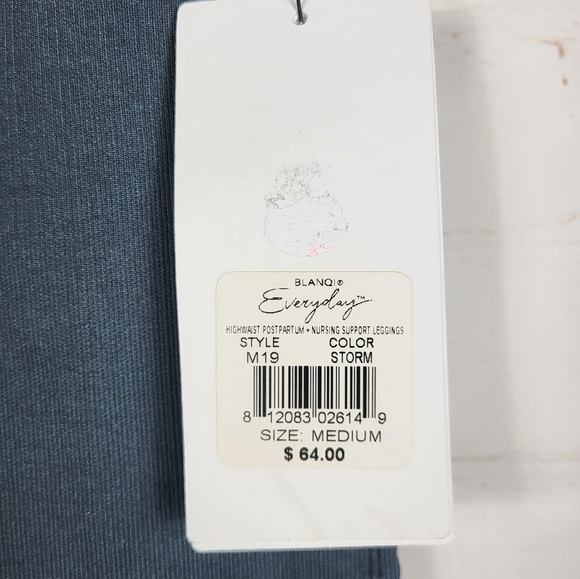 BLANQI®
Everyday™
HIGHWAIST POSTPARTUM + NURSING SUPPORT LEGGINGS
STYLE COLOR
M19 STORM
8 12083 02614 9
SIZE: MEDIUM
$ 64.00